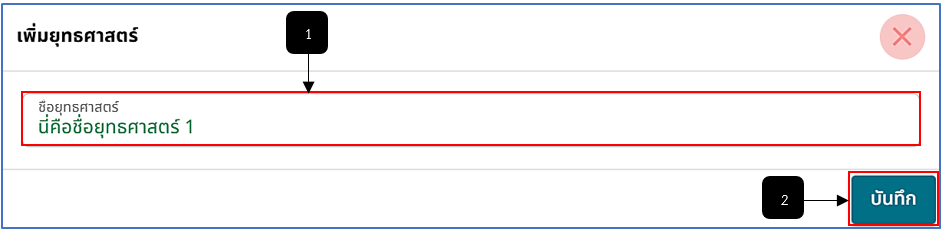 เพิ่มยุทธศาสตร์
1
ชื่อยุทธศาสตร์
นี่คือชื่อยุทธศาสตร์ 1
2
บันทึก